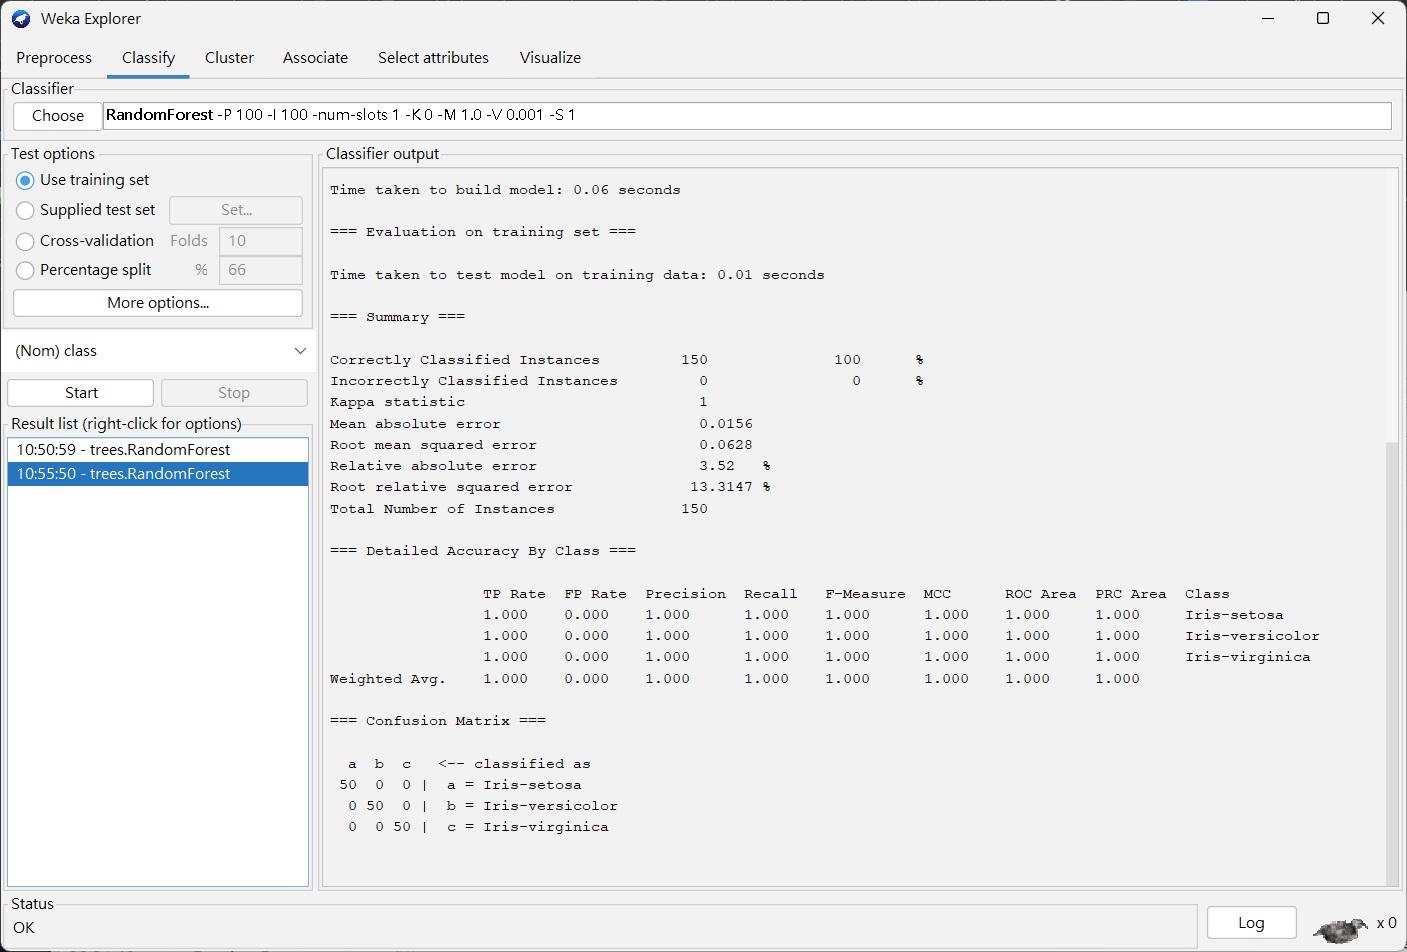 Weka Explorer
Preprocess Classify Cluster Associate Select attributes Visualize
Classifier
Choose RandomForest -P 100 -I 100 -num-slots 1 -K 0 -M 1.0 -V 0.001 -S 1
Test options
Use training set
Supplied test set Set...
Cross-validation Folds 10
Percentage split % 66
More options...
(Nom) class
Start Stop
Result list (right-click for options)
10:50:59 - trees.RandomForest
10:55:50 - trees.RandomForest
Classifier output
Time taken to build model: 0.06 seconds
=== Evaluation on training set ===
Time taken to test model on training data: 0.01 seconds
=== Summary ===
Correctly Classified Instances 150 100 %
Incorrectly Classified Instances 0 0 %
Kappa statistic 1
Mean absolute error 0.0156
Root mean squared error 0.0628
Relative absolute error 3.52 %
Root relative squared error 13.3147 %
Total Number of Instances 150
=== Detailed Accuracy By Class ===
TP Rate FP Rate Precision Recall F-Measure MCC ROC Area PRC Area Class
1.000 0.000 1.000 1.000 1.000 1.000 1.000 1.000 Iris-setosa
1.000 0.000 1.000 1.000 1.000 1.000 1.000 1.000 Iris-versicolor
1.000 0.000 1.000 1.000 1.000 1.000 1.000 1.000 Iris-virginica
Weighted Avg. 1.000 0.000 1.000 1.000 1.000 1.000 1.000 1.000
=== Confusion Matrix ===
a b c <-- classified as
50 0 0 | a = Iris-setosa
0 50 0 | b = Iris-versicolor
0 0 50 | c = Iris-virginica
Status
OK
Log x 0